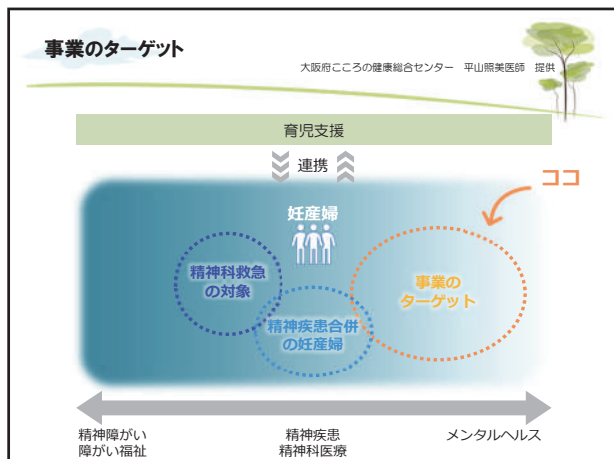 事業のターゲット
大阪府こころの健康総合センター　平山照美医師　提供
育児支援
連携
ココ
妊産婦
精神科救急
の対象
事業の
ターゲット
精神疾患合併
の妊産婦
精神障がい
障がい福祉
精神疾患
精神科医療
メンタルヘルス